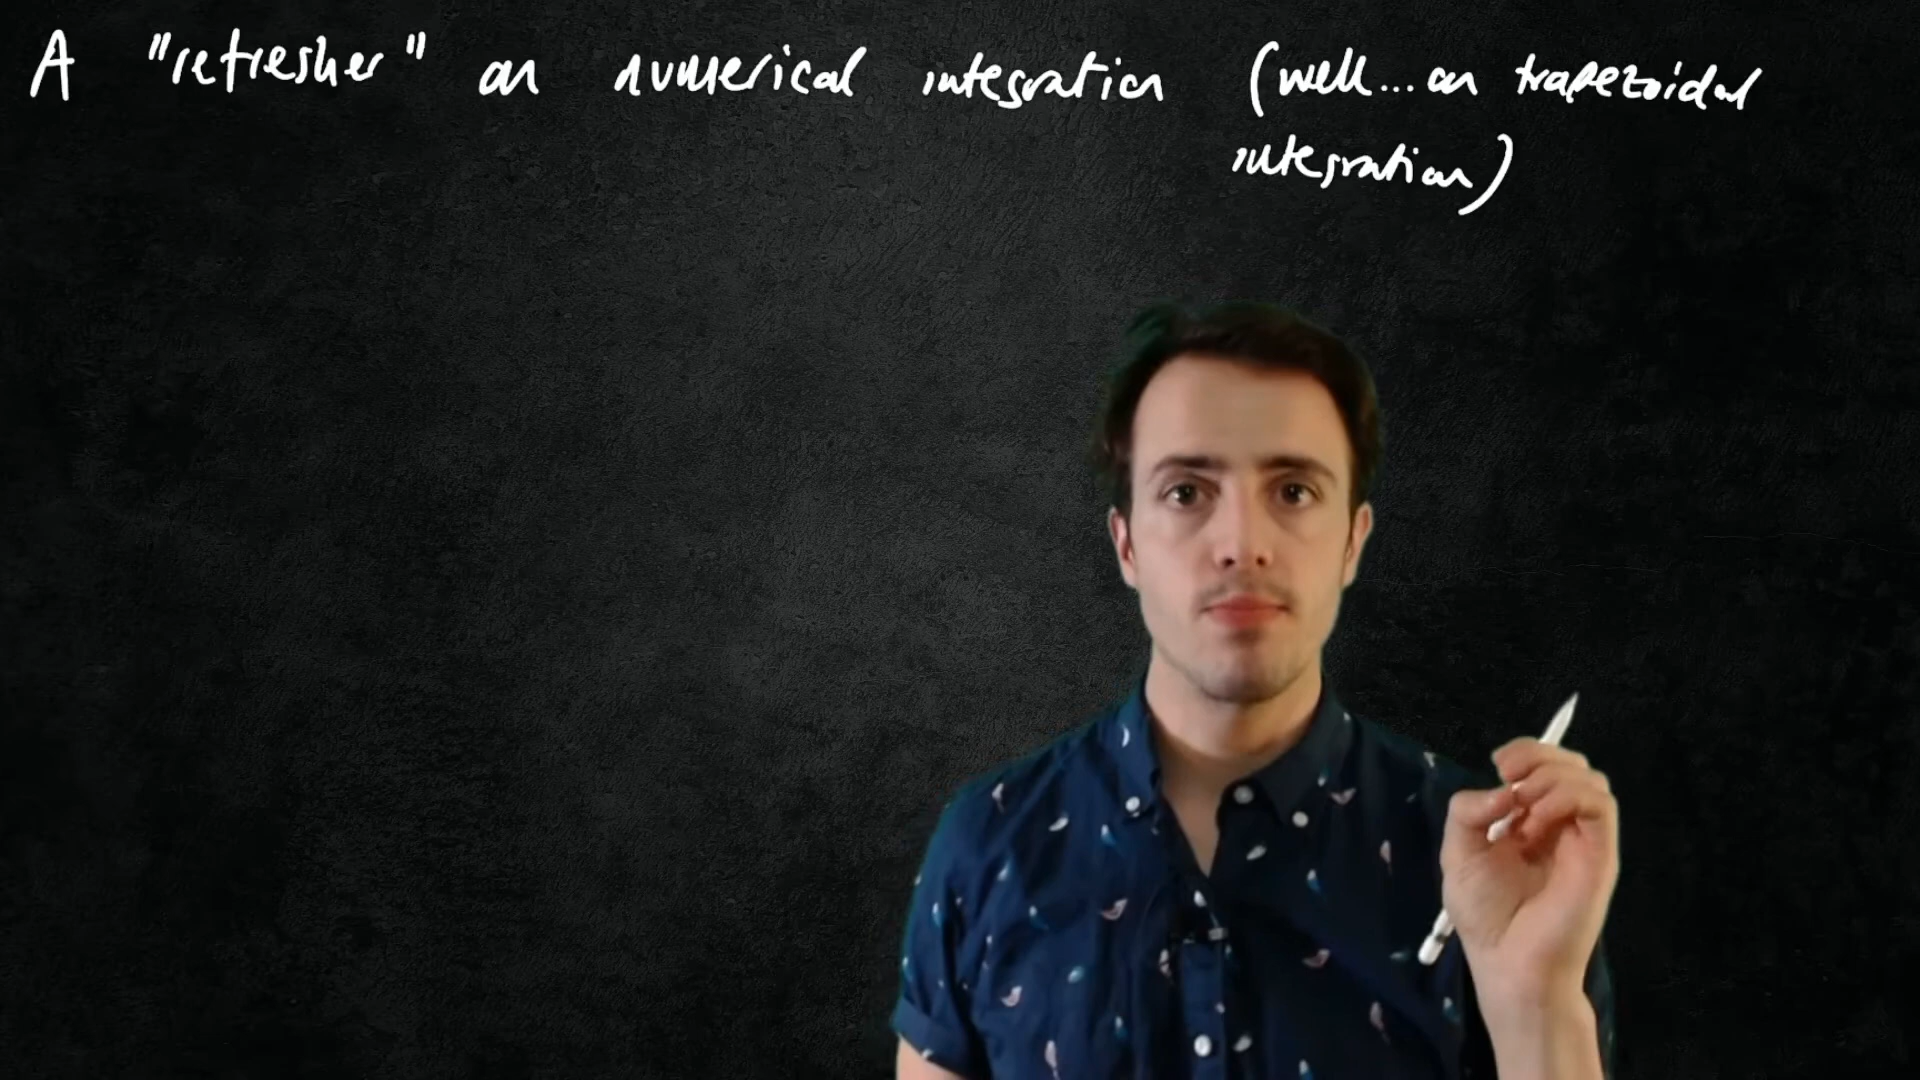 A "refresher" on numerical integration (well... on trapezoidal
integration)